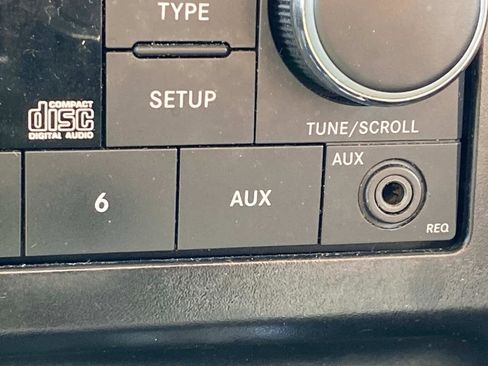 TYPE
SETUP
COMPACT
disc
DIGITAL AUDIO
TUNE/SCROLL
6
AUX
AUX
REQ